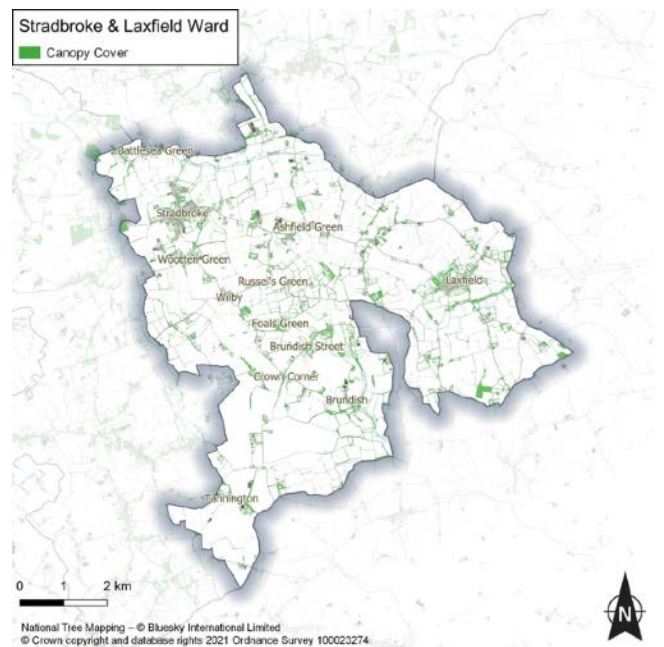 Stradbroke & Laxfield Ward
Canopy Cover
Battlesea Green
Stradbroke
Ashfield Green
Wootten Green
Russel's Green
Laxfield
Wilby
Foals Green
Brundish Street
Crown Corner
Brundish
Tannington
0 1 2 km
N
National Tree Mapping – © Bluesky International Limited
© Crown copyright and database rights 2021 Ordnance Survey 100023274